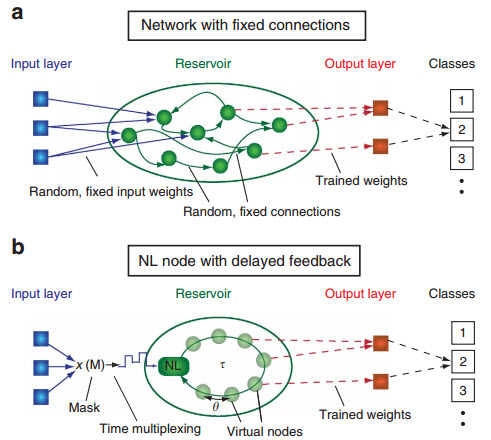 a
Network with fixed connections
Input layer
Reservoir
Output layer
Classes
1
2
3
Random, fixed input weights
Random, fixed connections
Trained weights
b
NL node with delayed feedback
Input layer
Reservoir
Output layer
Classes
x (M)
NL
τ
θ
1
2
3
Mask
Time multiplexing
Virtual nodes
Trained weights